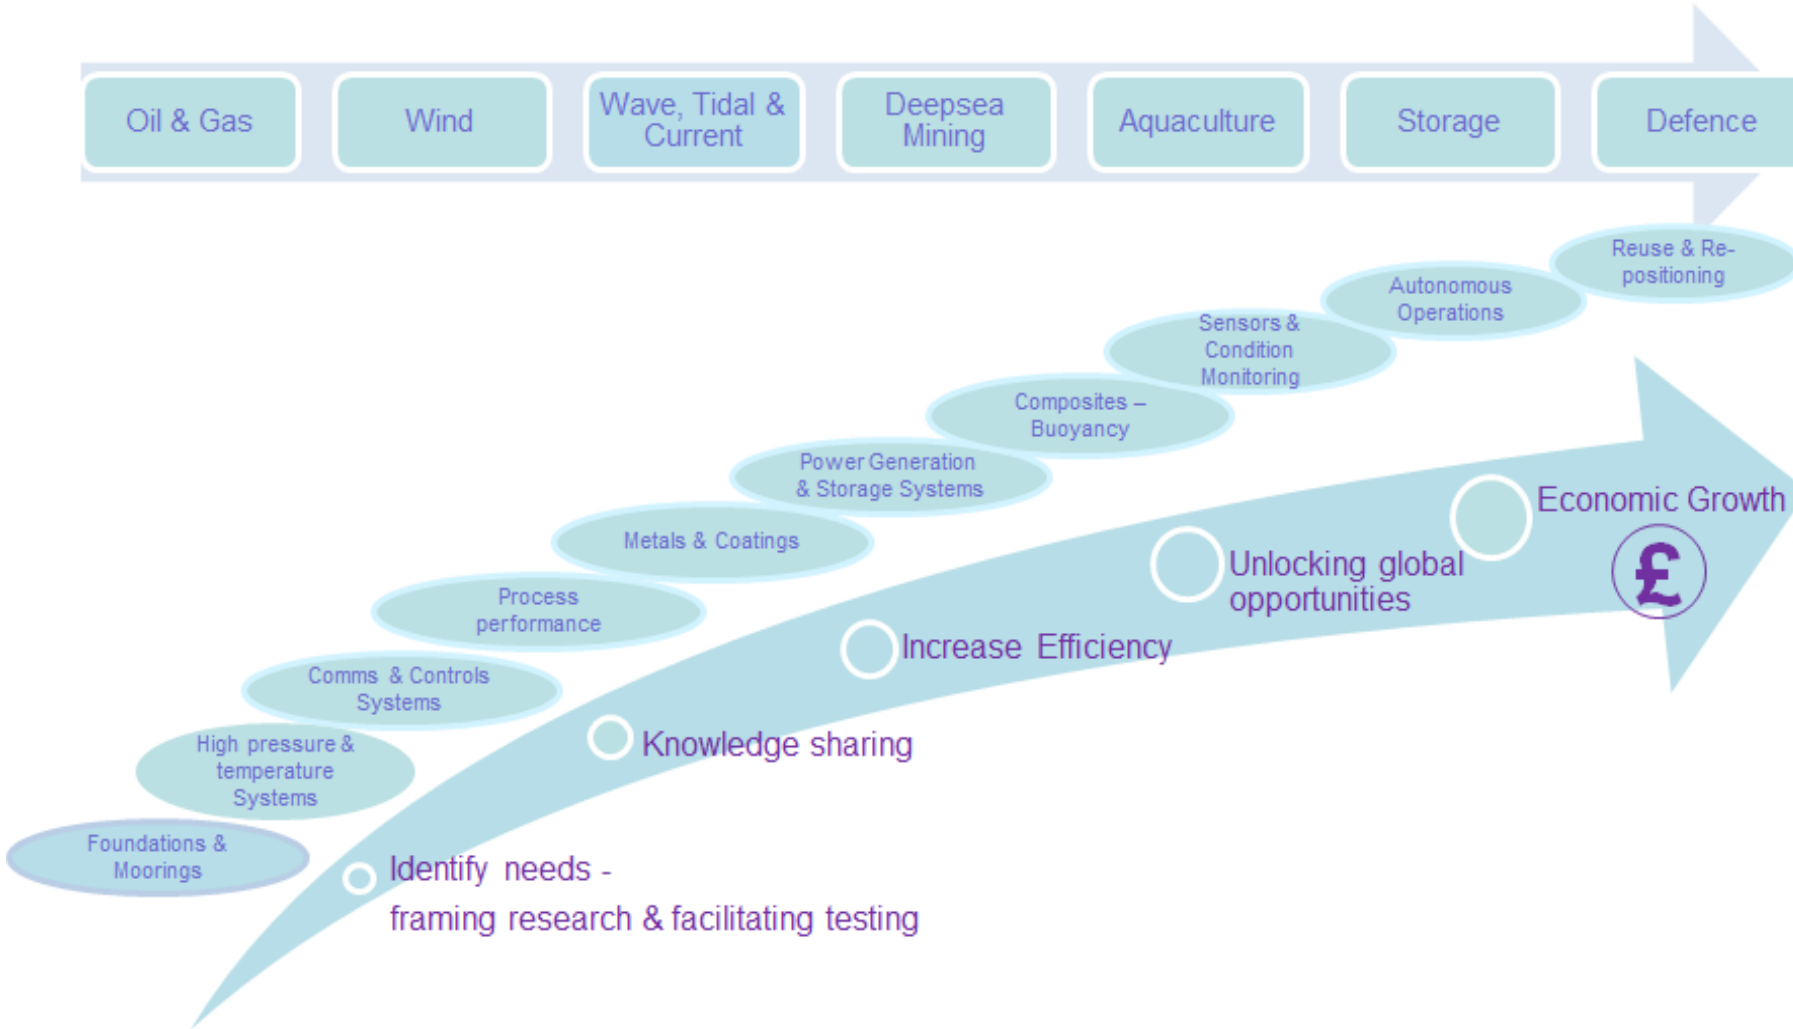 Oil & Gas
Wind
Wave, Tidal &
Current
Deepsea
Mining
Aquaculture
Storage
Defence
Reuse & Re-
positioning
Autonomous
Operations
Sensors &
Condition
Monitoring
Composites –
Buoyancy
Power Generation
& Storage Systems
Metals & Coatings
Process
performance
Comms & Controls
Systems
High pressure &
temperature
Systems
Foundations &
Moorings
Economic Growth
£
Unlocking global
opportunities
Increase Efficiency
Knowledge sharing
Identify needs -
framing research & facilitating testing